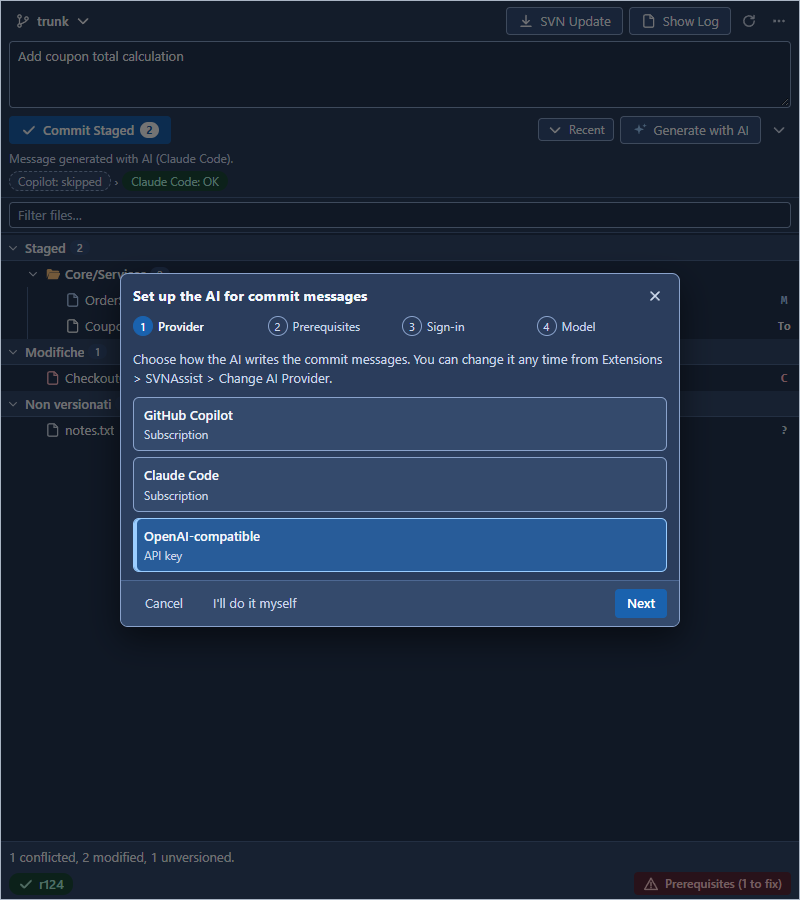 trunk
SVN Update
Show Log
Add coupon total calculation
Commit Staged 2
Recent
Generate with AI
Message generated with AI (Claude Code).
Copilot: skipped › Claude Code: OK
Filter files...
Staged 2
Core/Services
Order
M
Coupo
To
Modifiche 1
Checkout
C
Non versionati
notes.txt
?
Set up the AI for commit messages
1 Provider
2 Prerequisites
3 Sign-in
4 Model
Choose how the AI writes the commit messages. You can change it any time from Extensions
> SVNAssist > Change AI Provider.
GitHub Copilot
Subscription
Claude Code
Subscription
OpenAI-compatible
API key
Cancel
I'll do it myself
Next
1 conflicted, 2 modified, 1 unversioned.
r124
Prerequisites (1 to fix)